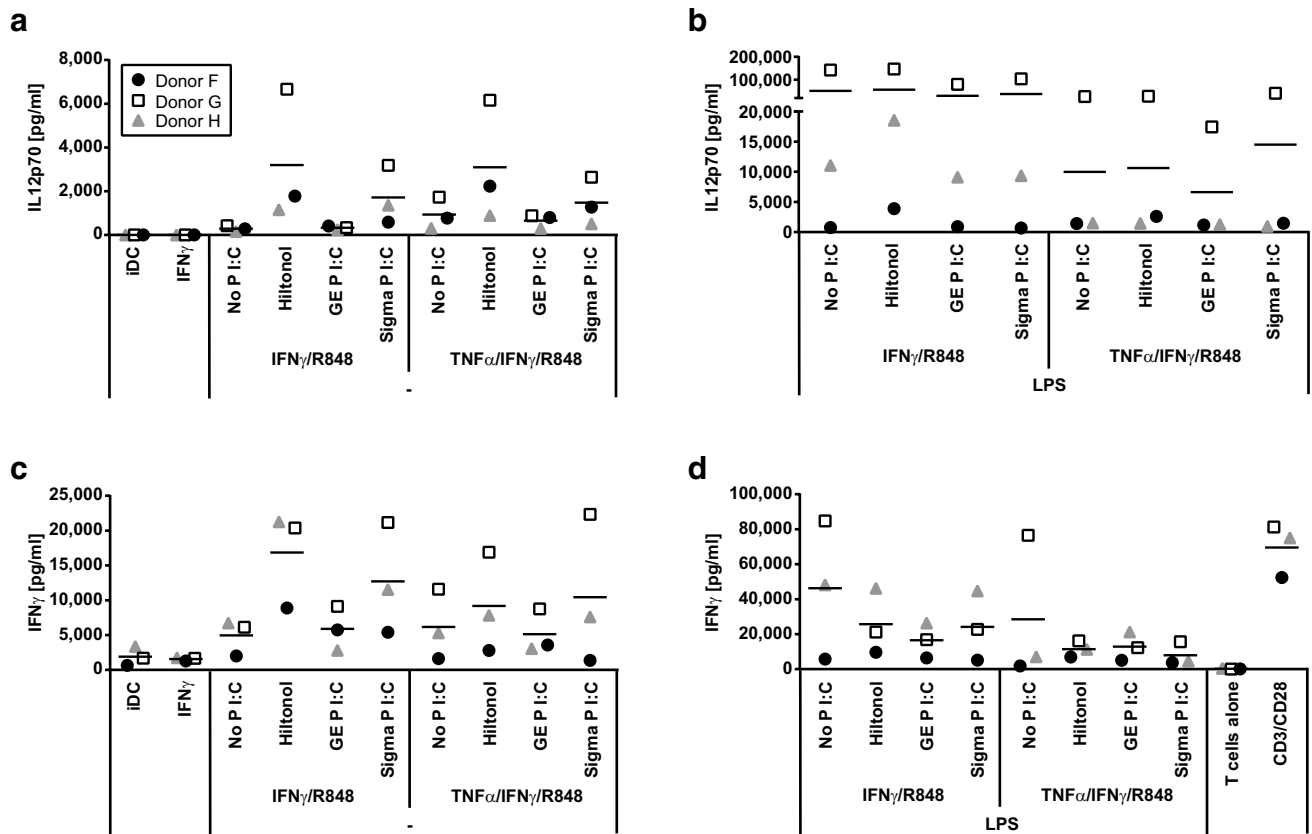 a
IL12p70 [pg/ml]
8,000
6,000
4,000
2,000
0
Donor F
Donor G
Donor H
iDC
IFNγ
No P I:C
Hiltonol
GE P I:C
Sigma P I:C
No P I:C
Hiltonol
GE P I:C
Sigma P I:C
IFNγ/R848
TNFα/IFNγ/R848
-
b
IL12p70 [pg/ml]
200,000
100,000
20,000
15,000
10,000
5,000
0
No P I:C
Hiltonol
GE P I:C
Sigma P I:C
No P I:C
Hiltonol
GE P I:C
Sigma P I:C
IFNγ/R848
TNFα/IFNγ/R848
LPS
c
IFNγ [pg/ml]
25,000
20,000
15,000
10,000
5,000
0
iDC
IFNγ
No P I:C
Hiltonol
GE P I:C
Sigma P I:C
No P I:C
Hiltonol
GE P I:C
Sigma P I:C
IFNγ/R848
TNFα/IFNγ/R848
-
d
IFNγ [pg/ml]
100,000
80,000
60,000
40,000
20,000
0
No P I:C
Hiltonol
GE P I:C
Sigma P I:C
No P I:C
Hiltonol
GE P I:C
Sigma P I:C
T cells alone
CD3/CD28
IFNγ/R848
TNFα/IFNγ/R848
LPS